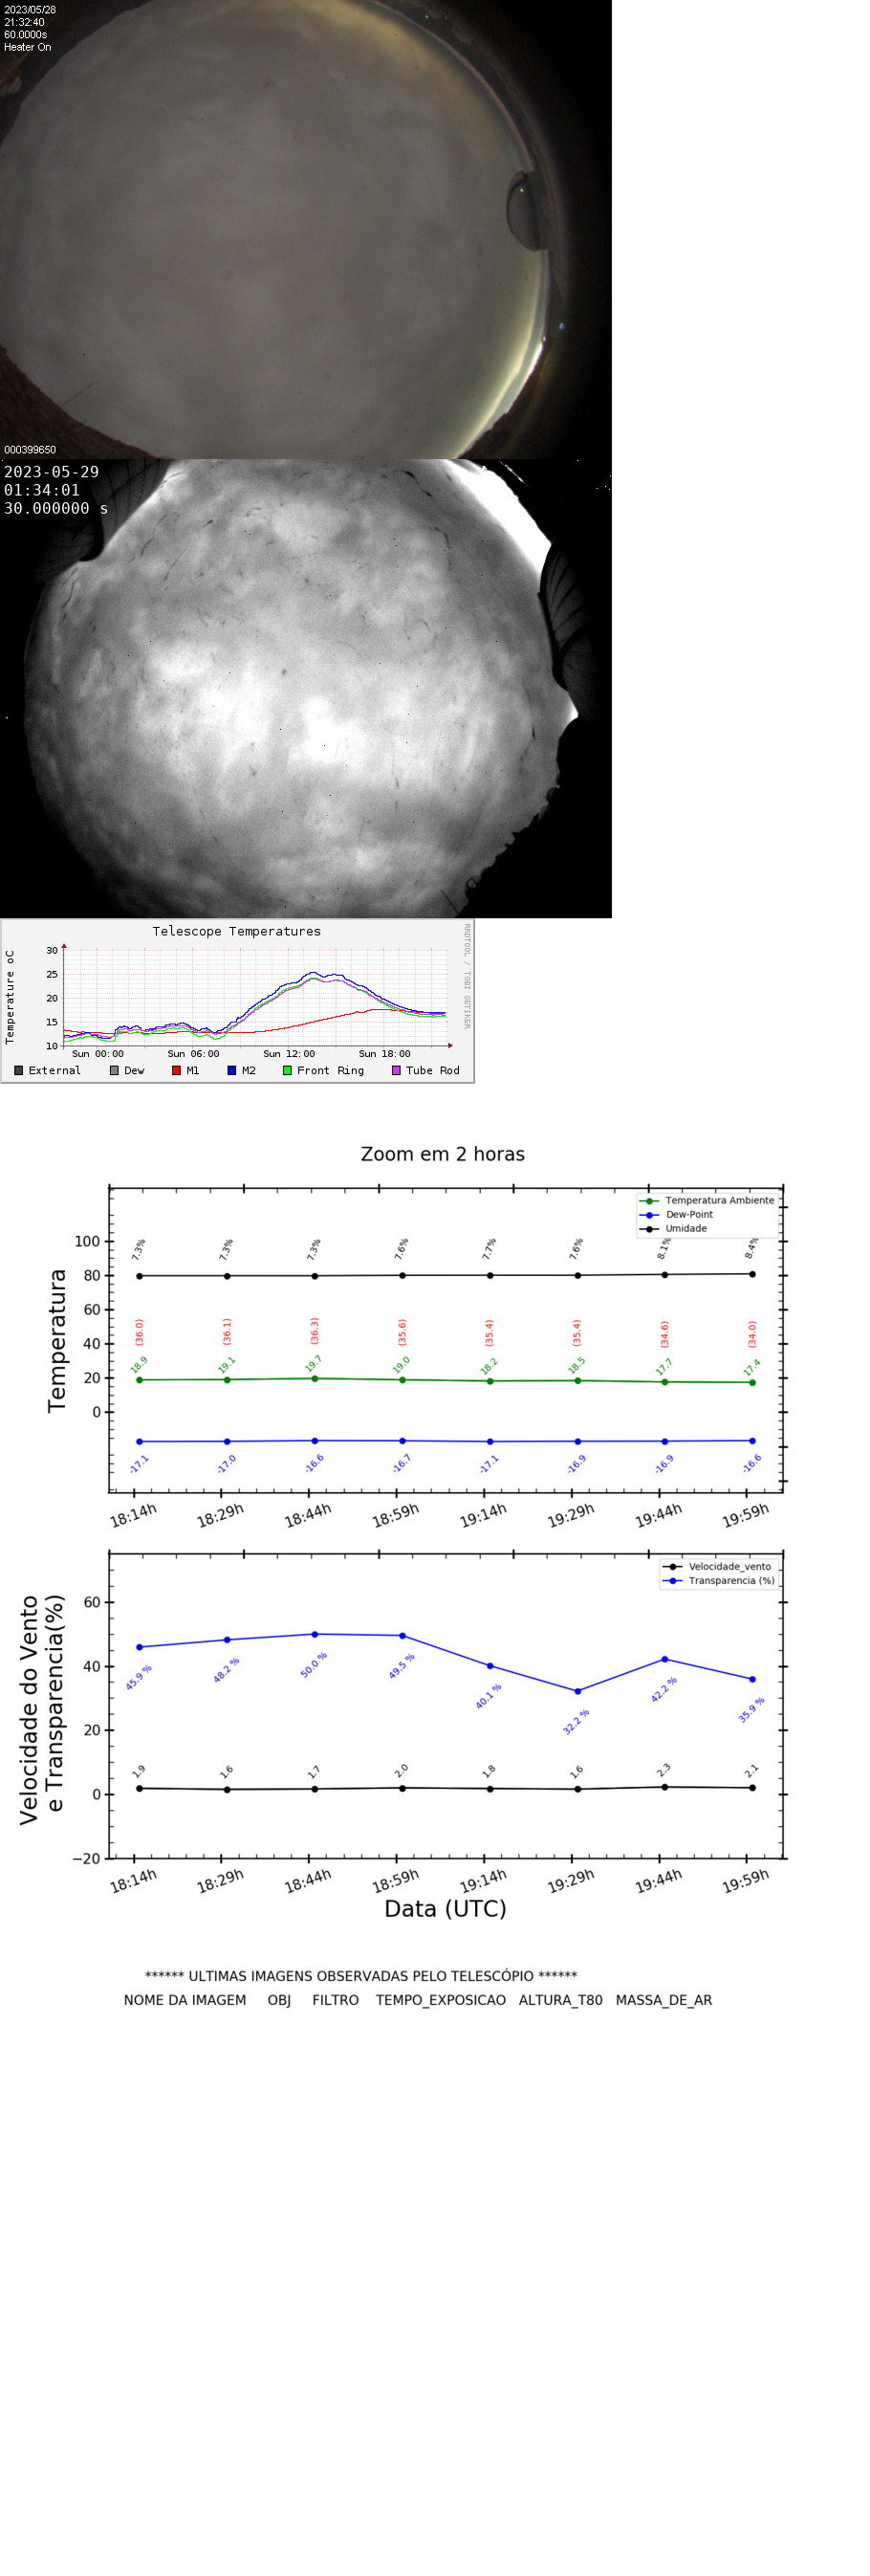 2023/05/28
21:32:40
60.0000s
Heater On
000399650
2023-05-29
01:34:01
30.000000 s
Telescope Temperatures
RRDTOOL / TOBI OETIKER
Temperature oC
30
25
20
15
10
Sun 00:00 Sun 06:00 Sun 12:00 Sun 18:00
External Dew M1 M2 Front Ring Tube Rod
Zoom em 2 horas
Temperatura Ambiente
Dew-Point
Umidade
Temperatura
100
80
60
40
20
0
7.3% 7.3% 7.3% 7.6% 7.7% 7.6% 8.1% 8.4%
(36.0) (36.1) (36.3) (35.6) (35.4) (35.4) (34.6) (34.0)
18.9 19.1 19.7 19.0 18.2 18.5 17.7 17.4
-17.1 -17.0 -16.6 -16.7 -17.1 -16.9 -16.9 -16.6
18:14h 18:29h 18:44h 18:59h 19:14h 19:29h 19:44h 19:59h
Velocidade_vento
Transparencia (%)
Velocidade do Vento
e Transparencia(%)
60
40
20
0
−20
45.9 % 48.2 % 50.0 % 49.5 % 40.1 % 32.2 % 42.2 % 35.9 %
1.9 1.6 1.7 2.0 1.8 1.6 2.3 2.1
18:14h 18:29h 18:44h 18:59h 19:14h 19:29h 19:44h 19:59h
Data (UTC)
****** ULTIMAS IMAGENS OBSERVADAS PELO TELESCÓPIO ******
NOME DA IMAGEM OBJ FILTRO TEMPO_EXPOSICAO ALTURA_T80 MASSA_DE_AR